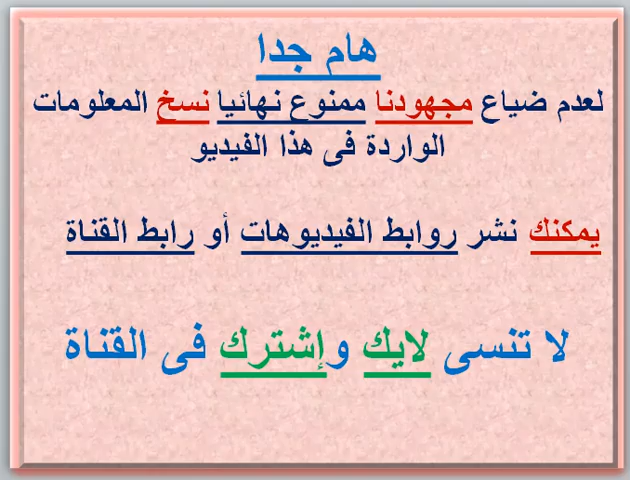 هام جدا
لعدم ضياع مجهودنا ممنوع نهائيا نسخ المعلومات
الواردة فى هذا الفيديو
يمكنك نشر روابط الفيديوهات أو رابط القناة
لا تنسى لايك وإشترك فى القناة